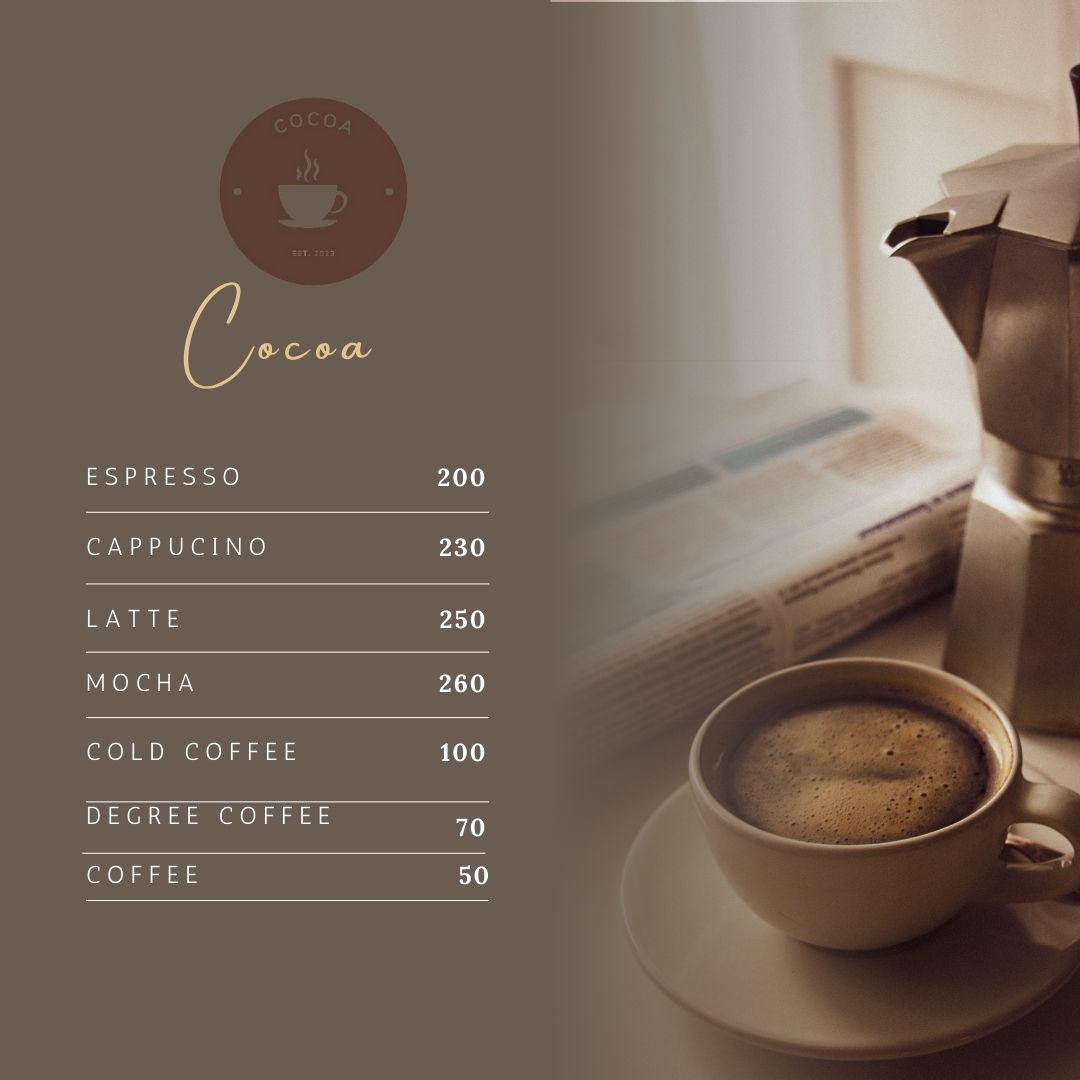 COCOA
EST. 2023
Cocoa
ESPRESSO 200
CAPPUCINO 230
LATTE 250
MOCHA 260
COLD COFFEE 100
DEGREE COFFEE 70
COFFEE 50